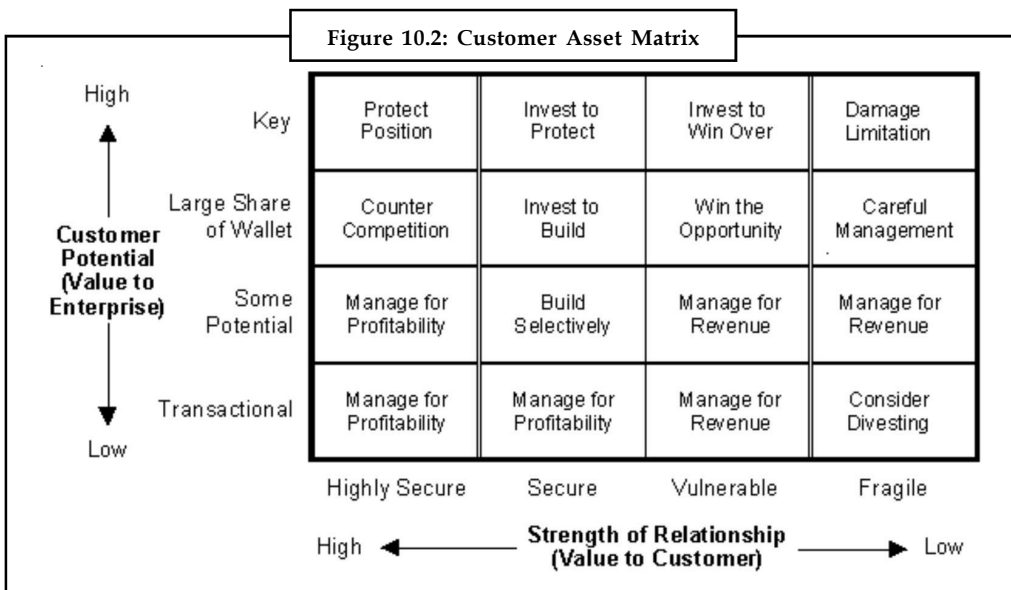 Figure 10.2: Customer Asset Matrix
High
Customer
Potential
(Value to
Enterprise)
Low
Key
Protect
Position
Invest to
Protect
Invest to
Win Over
Damage
Limitation
Large Share
of Wallet
Counter
Competition
Invest to
Build
Win the
Opportunity
Careful
Management
Some
Potential
Manage for
Profitability
Build
Selectively
Manage for
Revenue
Manage for
Revenue
Transactional
Manage for
Profitability
Manage for
Profitability
Manage for
Revenue
Consider
Divesting
Highly Secure
Secure
Vulnerable
Fragile
High
Strength of Relationship
(Value to Customer)
Low